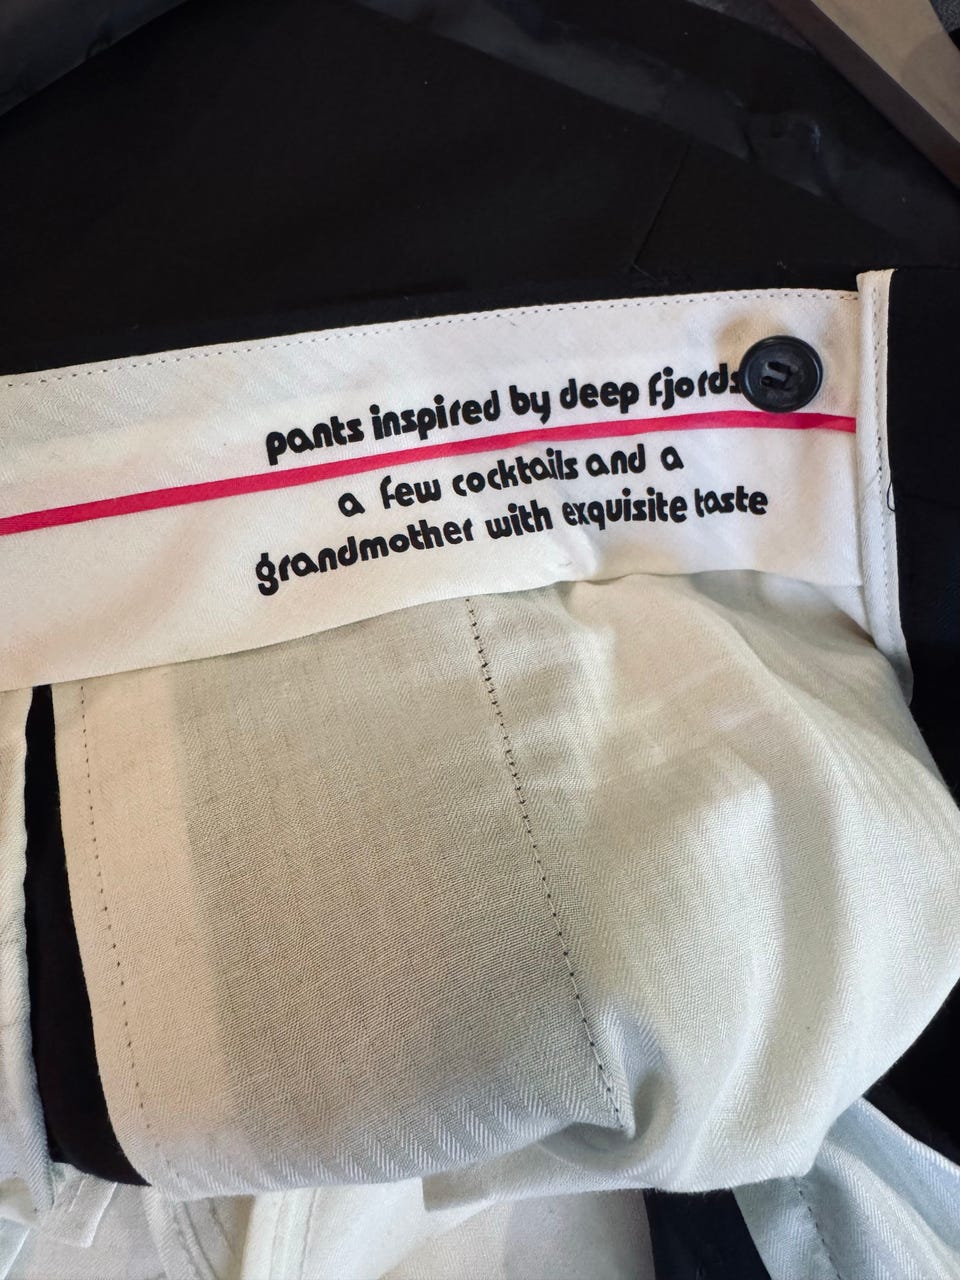 pants inspired by deep fjords
a few cocktails and a
grandmother with exquisite taste